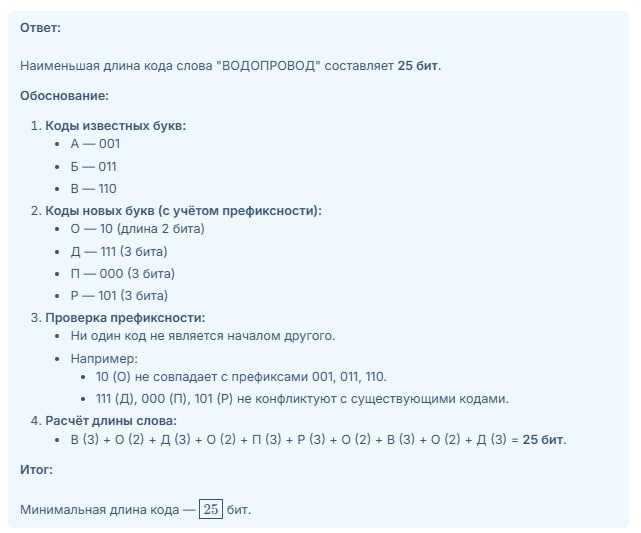 Ответ:
Наименьшая длина кода слова "ВОДОПРОВОД" составляет 25 бит.
Обоснование:
1. Коды известных букв:
• А — 001
• Б — 011
• В — 110
2. Коды новых букв (с учётом префиксности):
• О — 10 (длина 2 бита)
• Д — 111 (3 бита)
• П — 000 (3 бита)
• Р — 101 (3 бита)
3. Проверка префиксности:
• Ни один код не является началом другого.
• Например:
• 10 (О) не совпадает с префиксами 001, 011, 110.
• 111 (Д), 000 (П), 101 (Р) не конфликтуют с существующими кодами.
4. Расчёт длины слова:
• В (3) + О (2) + Д (3) + О (2) + П (3) + Р (3) + О (2) + В (3) + О (2) + Д (3) = 25 бит.
Итог:
Минимальная длина кода — 25 бит.